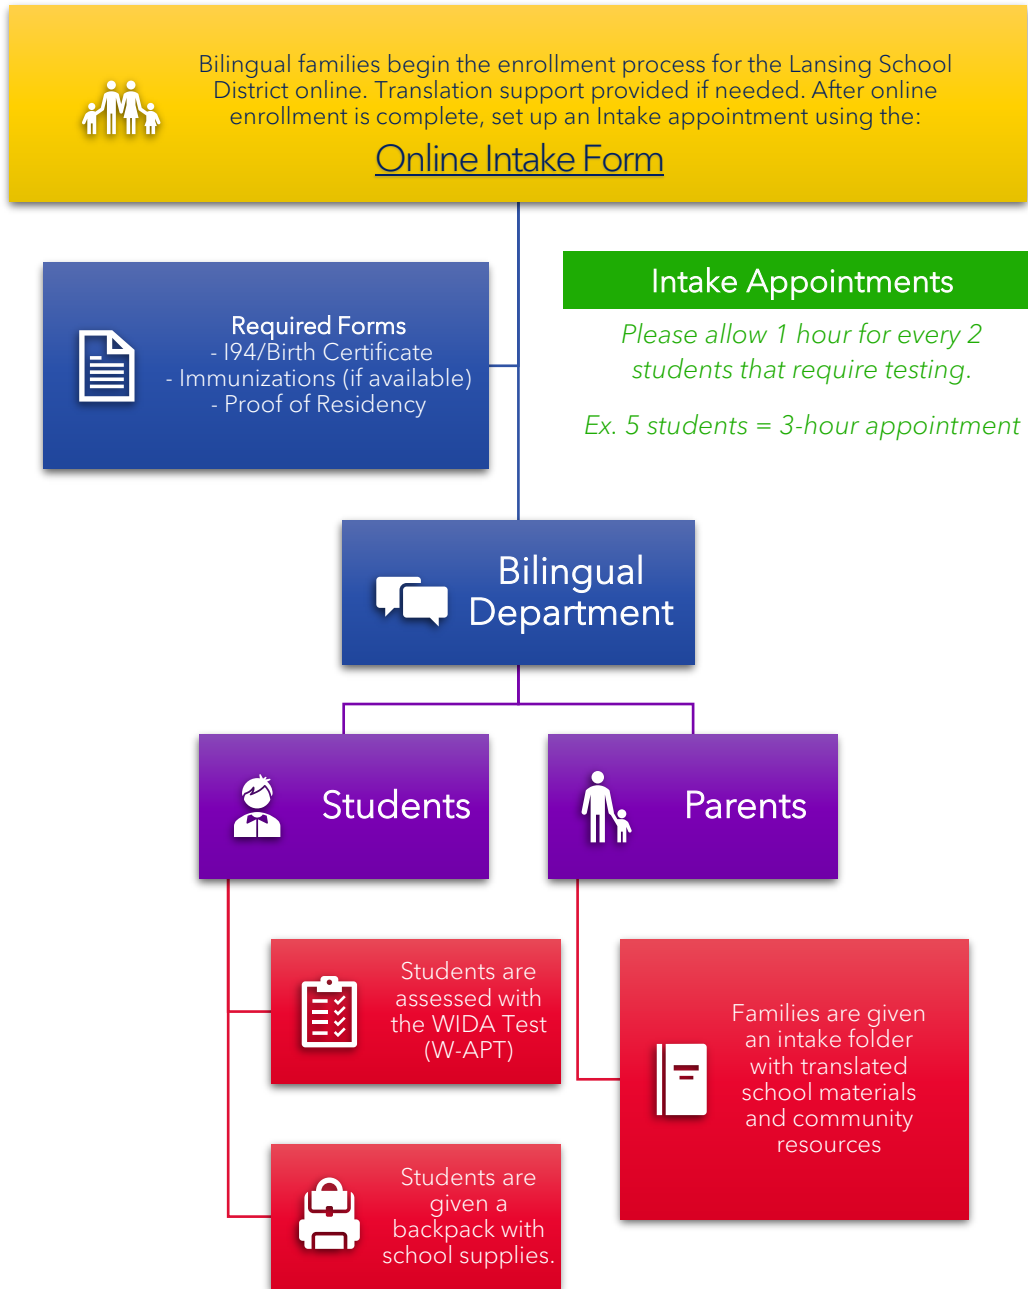 Bilingual families begin the enrollment process for the Lansing School
District online. Translation support provided if needed. After online
enrollment is complete, set up an Intake appointment using the:
Online Intake Form
Required Forms
- I94/Birth Certificate
- Immunizations (if available)
- Proof of Residency
Intake Appointments
Please allow 1 hour for every 2
students that require testing.
Ex. 5 students = 3-hour appointment
Bilingual
Department
Students
Parents
Students are
assessed with
the WIDA Test
(W-APT)
Families are given
an intake folder
with translated
school materials
and community
resources
Students are
given a
backpack with
school supplies.